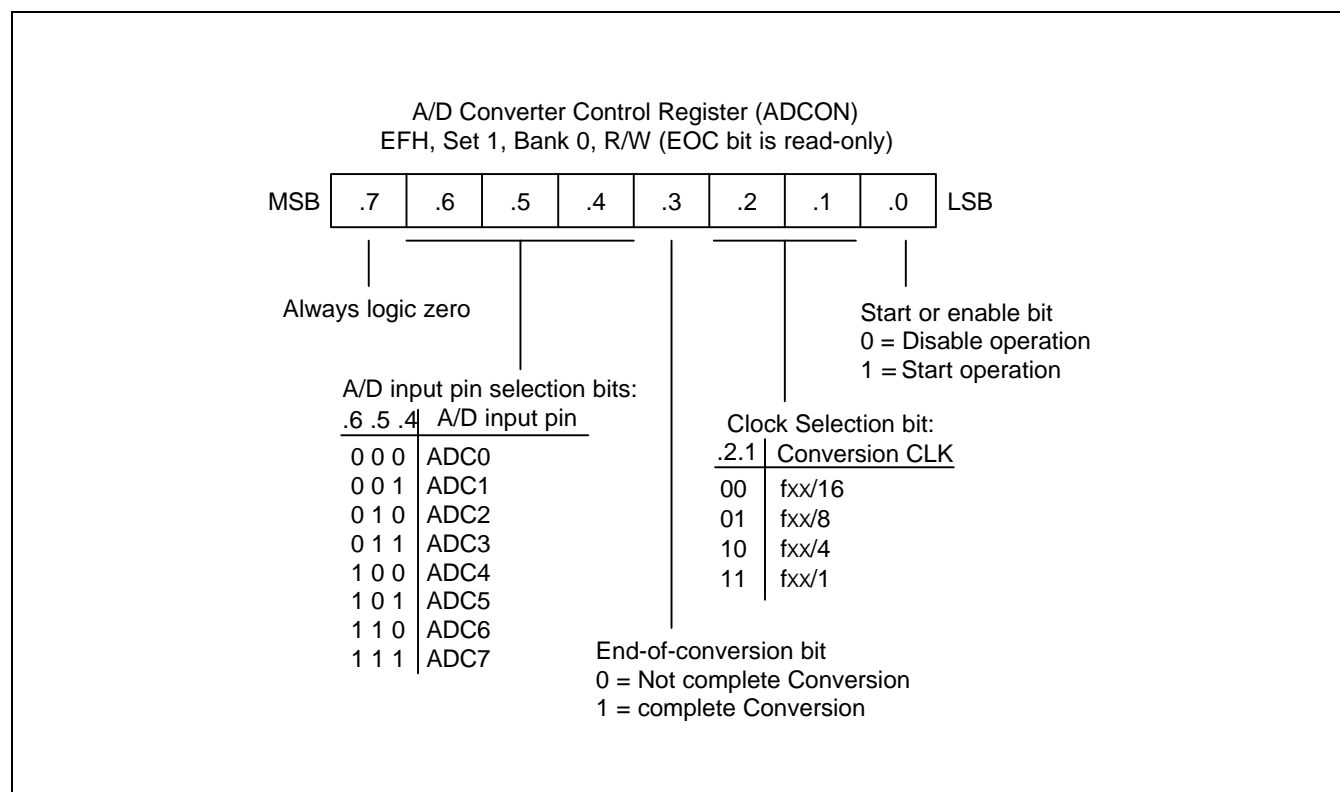 A/D Converter Control Register (ADCON)
EFH, Set 1, Bank 0, R/W (EOC bit is read-only)
MSB .7 .6 .5 .4 .3 .2 .1 .0 LSB
Always logic zero
Start or enable bit
0 = Disable operation
1 = Start operation
A/D input pin selection bits:
.6 .5 .4 A/D input pin
0 0 0 ADC0
0 0 1 ADC1
0 1 0 ADC2
0 1 1 ADC3
1 0 0 ADC4
1 0 1 ADC5
1 1 0 ADC6
1 1 1 ADC7
Clock Selection bit:
.2.1 Conversion CLK
00 fxx/16
01 fxx/8
10 fxx/4
11 fxx/1
End-of-conversion bit
0 = Not complete Conversion
1 = complete Conversion